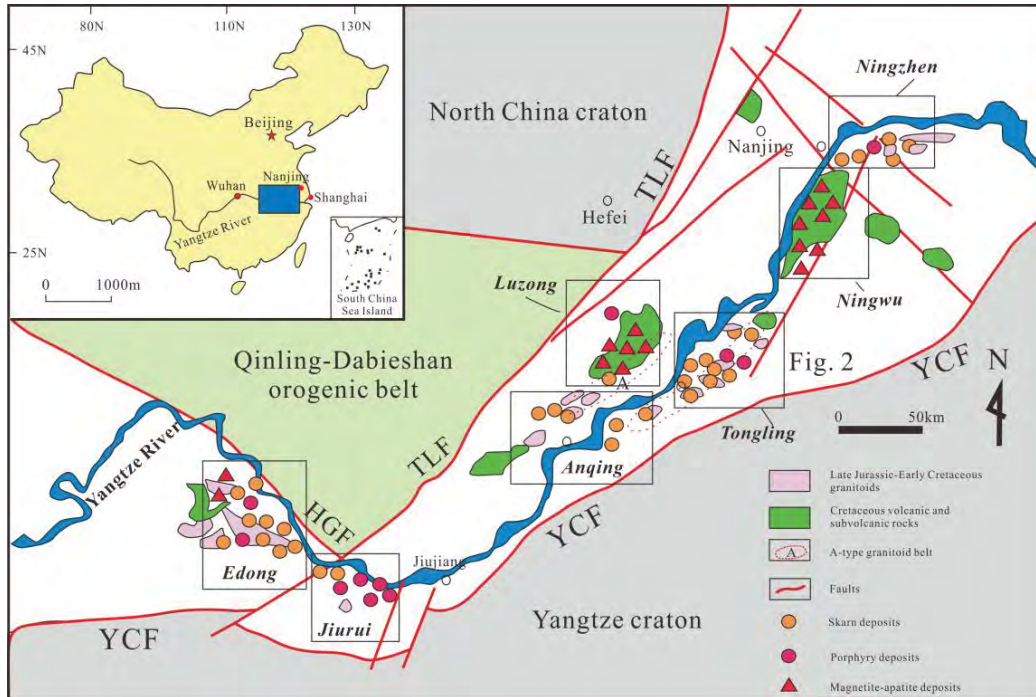 80N
110N
130N
45N
25N
Beijing
Wuhan
Nanjing
Shanghai
Yangtze River
0
1000m
South China
Sea Island
North China craton
Ningzhen
Nanjing
TLF
Hefei
Luzong
Ningwu
Qinling-Dabieshan
orogenic belt
A
Fig. 2
YCF
N
0
50km
Tongling
TLF
Anqing
Yangtze River
HGF
YCF
Edong
Jiujiang
Jiurui
YCF
Yangtze craton
Late Jurassic-Early Cretaceous
granitoids
Cretaceous volcanic and
subvolcanic rocks
A
A-type granitoid belt
Faults
Skarn deposits
Porphyry deposits
Magnetite-apatite deposits